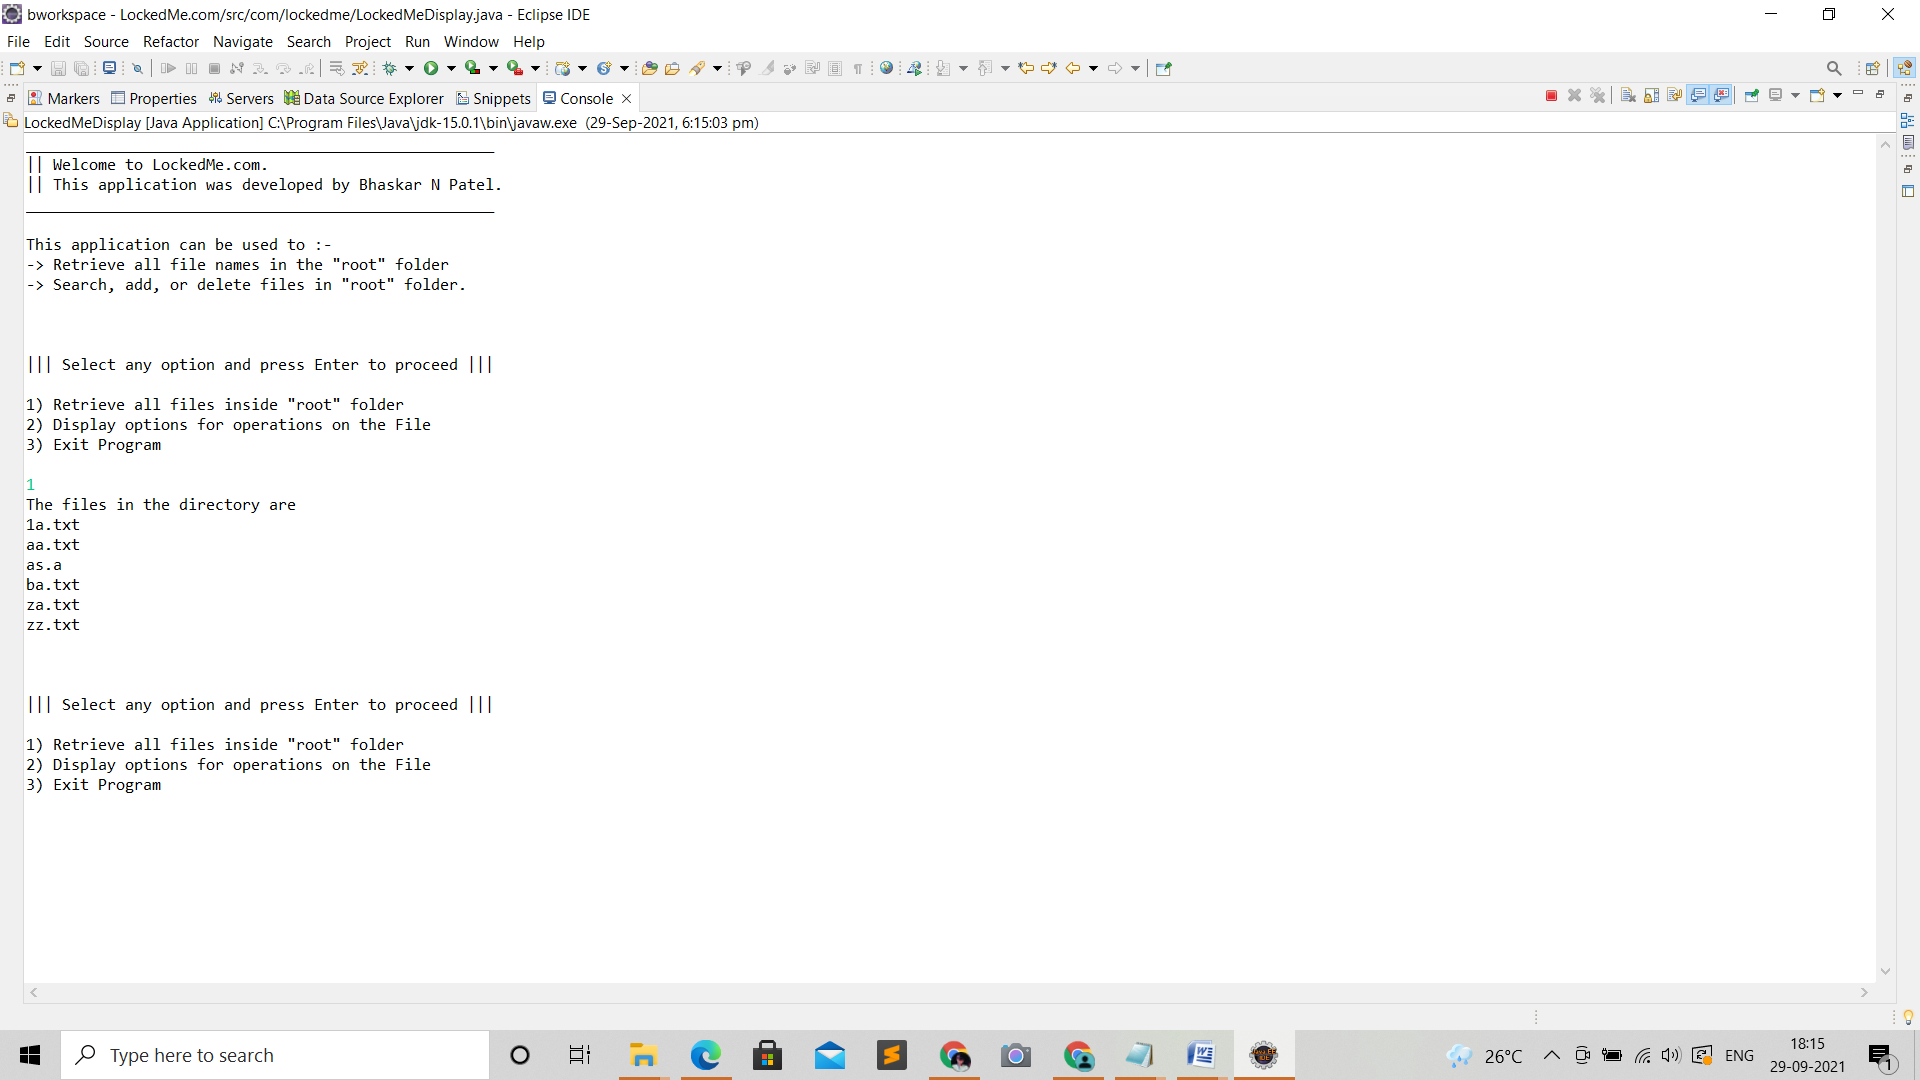 bworkspace - LockedMe.com/src/com/lockedme/LockedMeDisplay.java - Eclipse IDE
File Edit Source Refactor Navigate Search Project Run Window Help
Markers Properties Servers Data Source Explorer Snippets Console
LockedMeDisplay [Java Application] C:\Program Files\Java\jdk-15.0.1\bin\javaw.exe (29-Sep-2021, 6:15:03 pm)
|| Welcome to LockedMe.com.
|| This application was developed by Bhaskar N Patel.
This application can be used to :-
-> Retrieve all file names in the "root" folder
-> Search, add, or delete files in "root" folder.
||| Select any option and press Enter to proceed |||
1) Retrieve all files inside "root" folder
2) Display options for operations on the File
3) Exit Program
1
The files in the directory are
1a.txt
aa.txt
as.a
ba.txt
za.txt
zz.txt
||| Select any option and press Enter to proceed |||
1) Retrieve all files inside "root" folder
2) Display options for operations on the File
3) Exit Program
Type here to search
26°C
ENG
18:15
29-09-2021
1